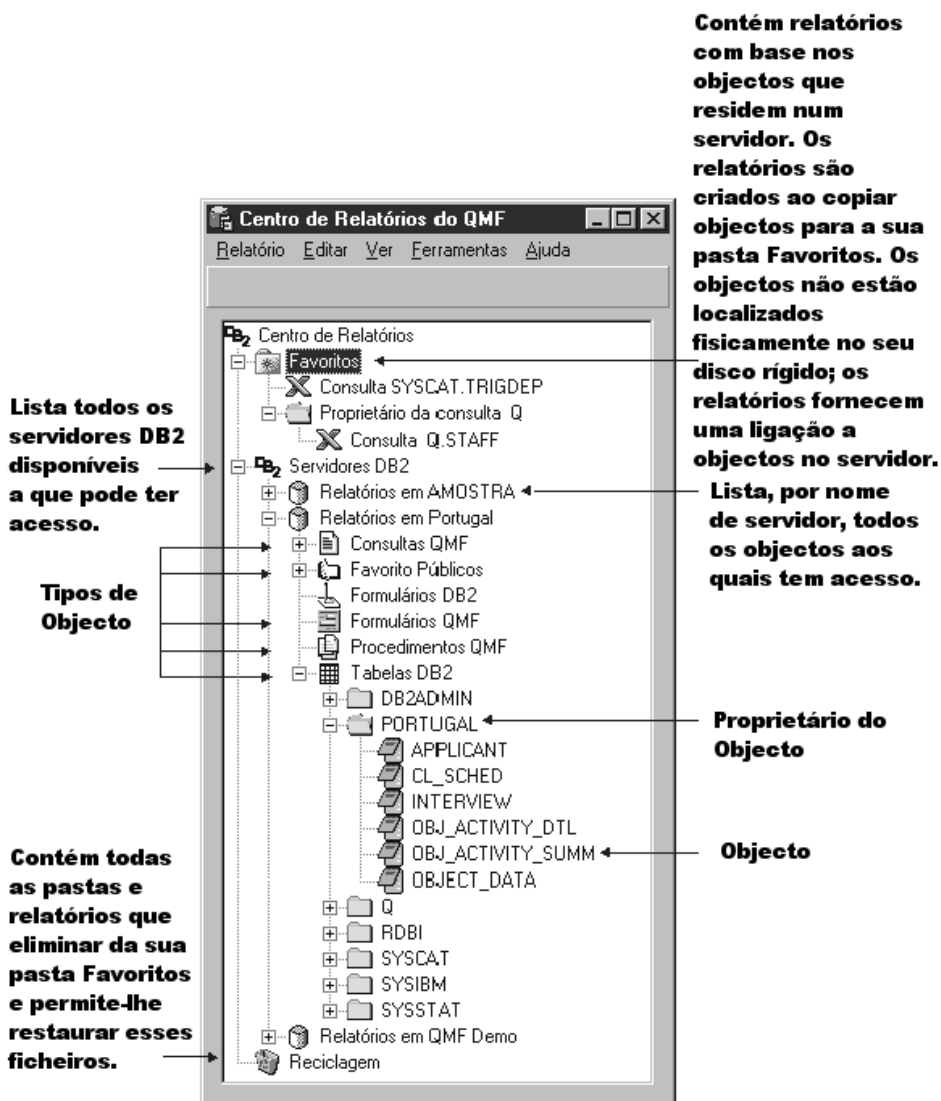 Contém relatórios
com base nos
objectos que
residem num
servidor. Os
relatórios são
criados ao copiar
objectos para a sua
pasta Favoritos. Os
objectos não estão
localizados
fisicamente no seu
disco rígido; os
relatórios fornecem
uma ligação a
objectos no servidor.
Centro de Relatórios do QMF
Relatório Editar Ver Ferramentas Ajuda
DB2 Centro de Relatórios
Favoritos
Consulta SYSCAT.TRIGDEP
Proprietário da consulta Q
Consulta Q.STAFF
Lista todos os
servidores DB2
disponíveis
a que pode ter
acesso.
DB2 Servidores DB2
Relatórios em AMOSTRA
Lista, por nome
de servidor, todos
os objectos aos
quais tem acesso.
Relatórios em Portugal
Consultas QMF
Favorito Públicos
Formulários DB2
Formulários QMF
Procedimentos QMF
Tabelas DB2
Tipos de
Objecto
DB2ADMIN
PORTUGAL
Proprietário do
Objecto
APPLICANT
CL_SCHED
INTERVIEW
OBJ_ACTIVITY_DTL
OBJ_ACTIVITY_SUMM
Objecto
OBJECT_DATA
Q
RDBI
SYSCAT
SYSIBM
SYSSTAT
Relatórios em QMF Demo
Reciclagem
Contém todas
as pastas e
relatórios que
eliminar da sua
pasta Favoritos
e permite-lhe
restaurar esses
ficheiros.